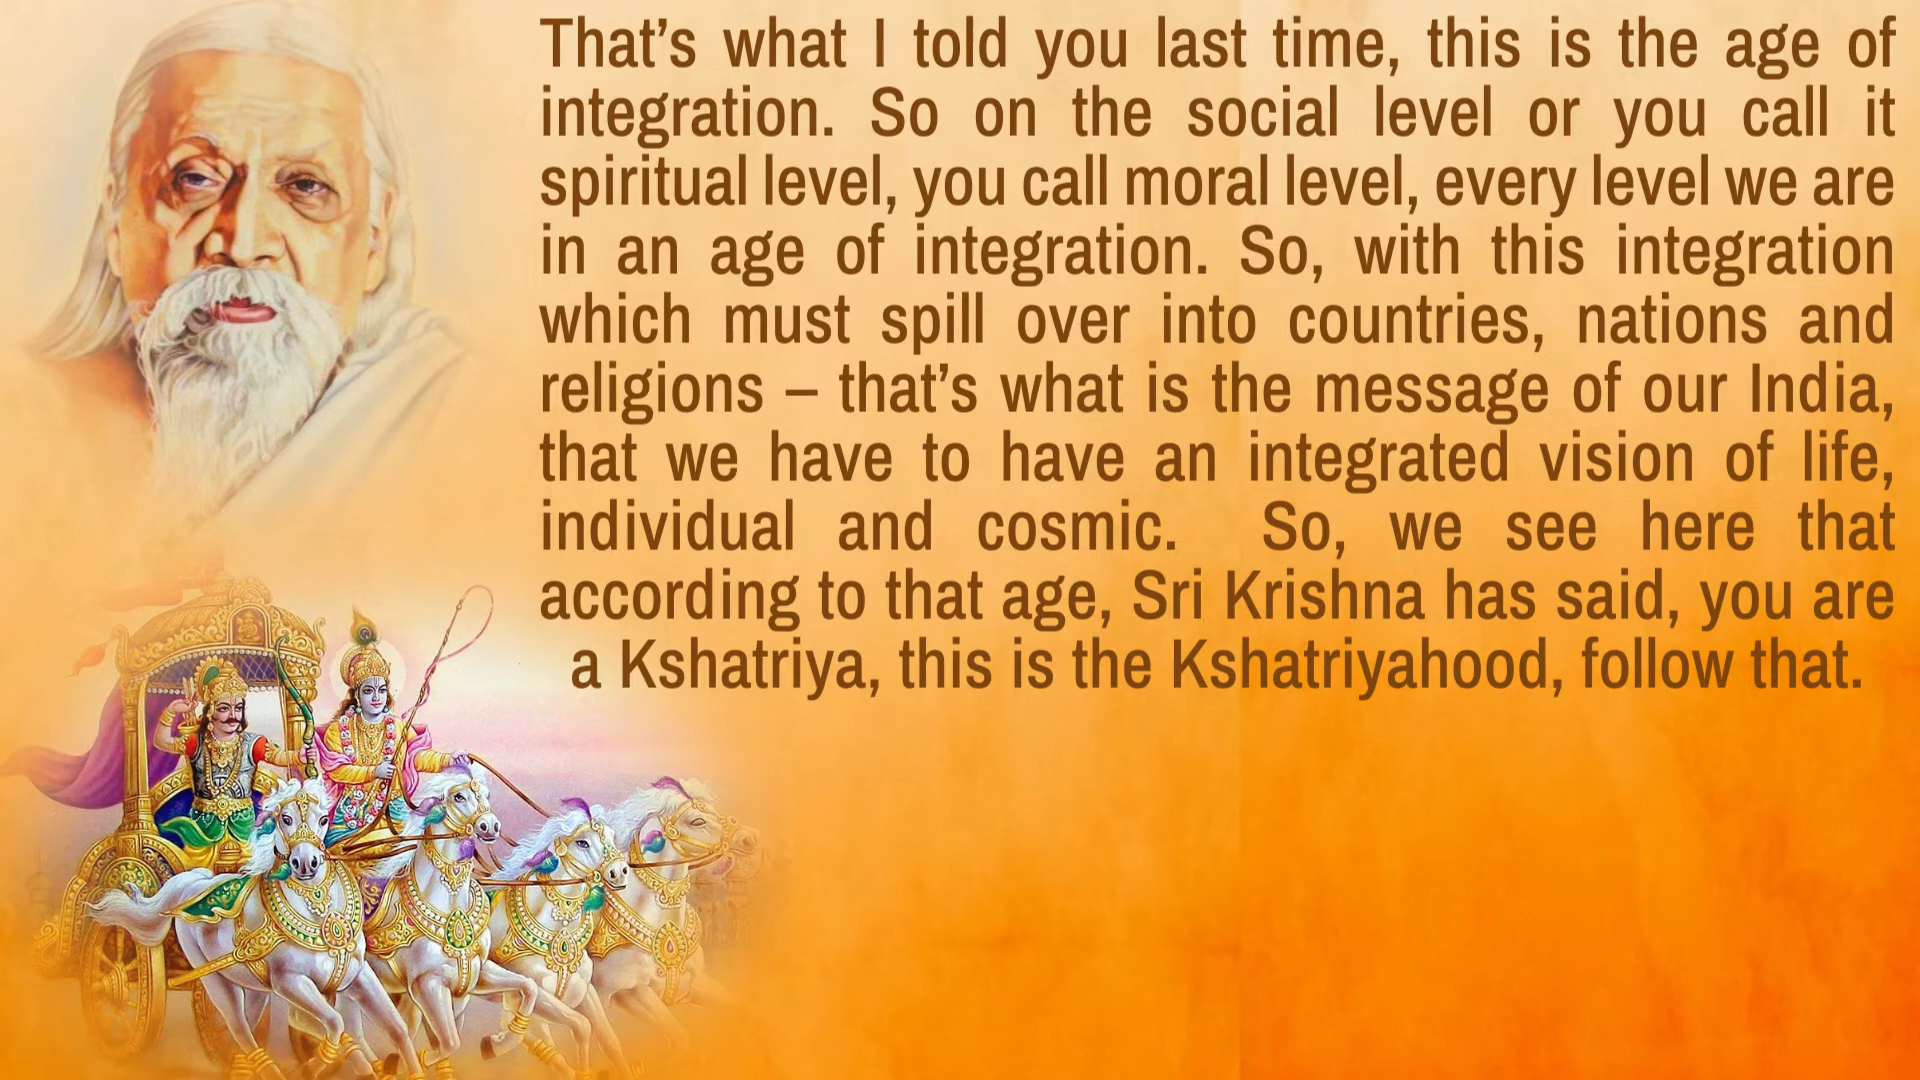 That’s what I told you last time, this is the age of
integration. So on the social level or you call it
spiritual level, you call moral level, every level we are
in an age of integration. So, with this integration
which must spill over into countries, nations and
religions – that’s what is the message of our India,
that we have to have an integrated vision of life,
individual and cosmic.  So, we see here that
according to that age, Sri Krishna has said, you are
a Kshatriya, this is the Kshatriyahood, follow that.